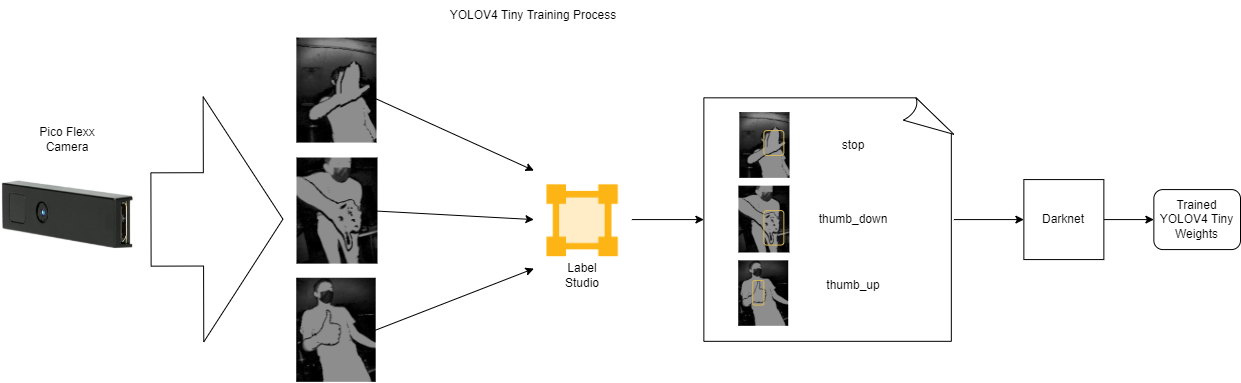 YOLOV4 Tiny Training Process
Pico Flexx
Camera
Label
Studio
stop
thumb_down
thumb_up
Darknet
Trained
YOLOV4 Tiny
Weights